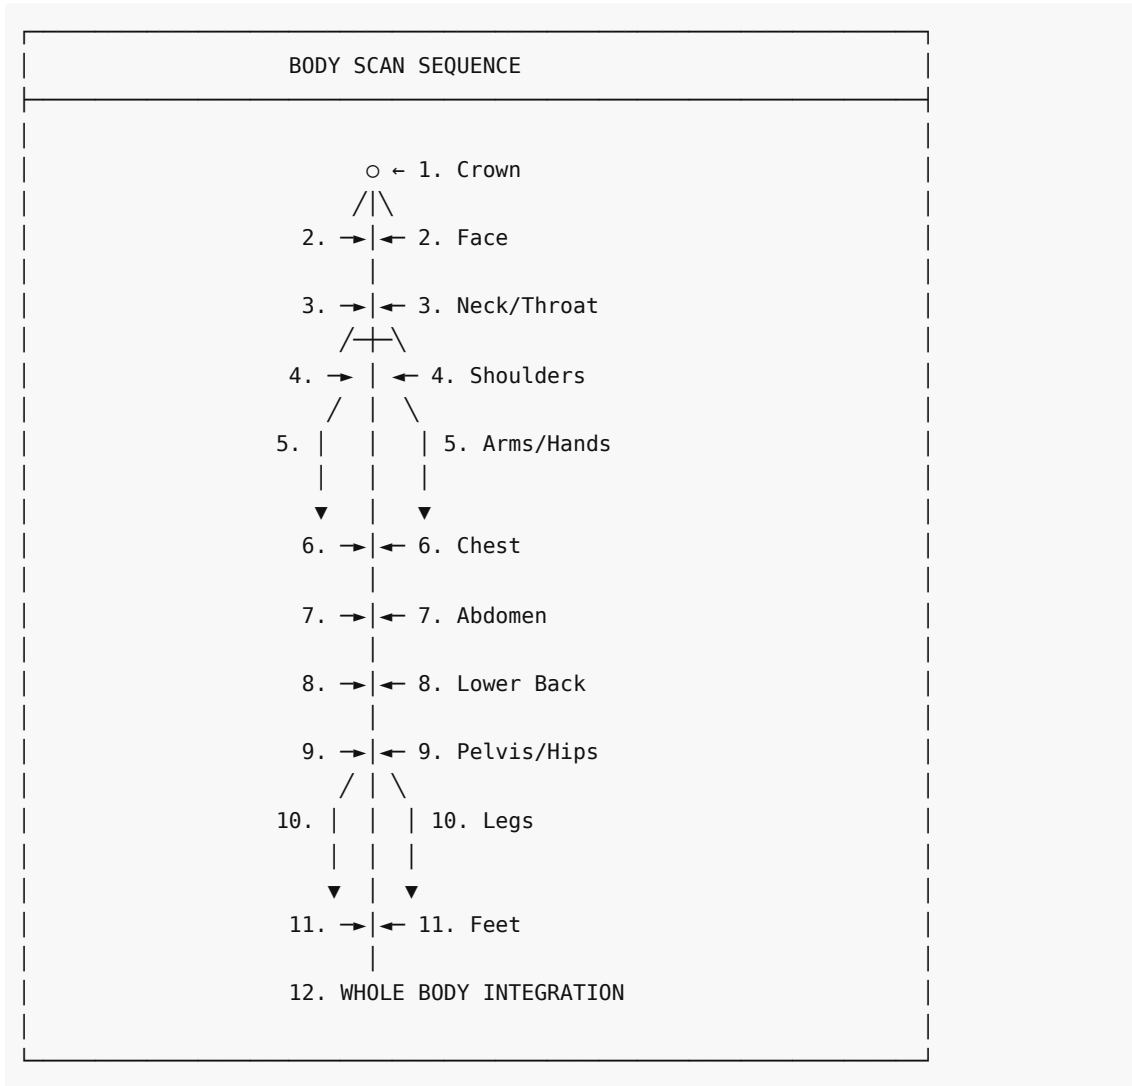 BODY SCAN SEQUENCE
○ ← 1. Crown
2. →|← 2. Face
3. →|← 3. Neck/Throat
4. → | ← 4. Shoulders
5. | | | 5. Arms/Hands
6. →|← 6. Chest
7. →|← 7. Abdomen
8. →|← 8. Lower Back
9. →|← 9. Pelvis/Hips
10. | | | 10. Legs
11. →|← 11. Feet
12. WHOLE BODY INTEGRATION